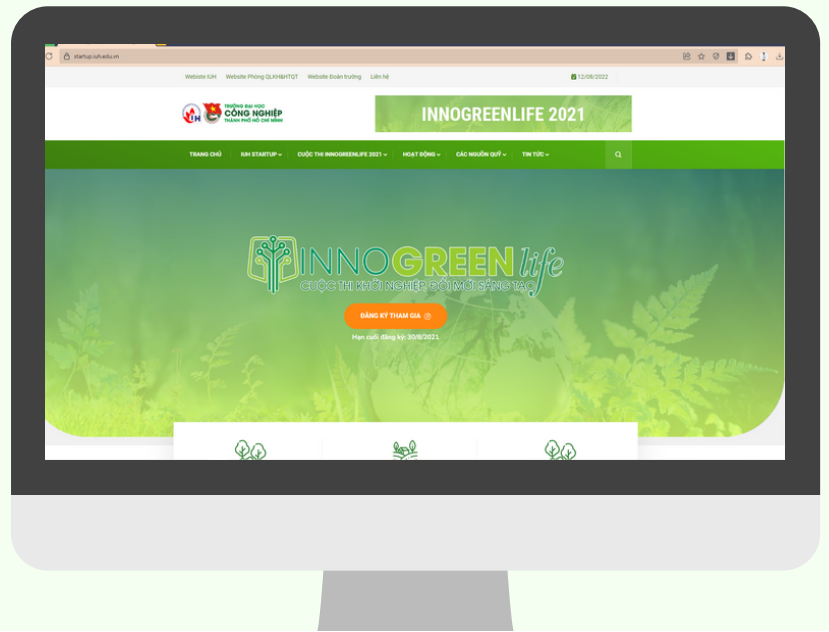 startup.iuh.edu.vn
Webiste IUH Website Phòng QLKH&HTQT Website Đoàn trường Liên hệ 12/08/2022
IUH
TRƯỜNG ĐẠI HỌC
CÔNG NGHIỆP
THÀNH PHỐ HỒ CHÍ MINH
INNOGREENLIFE 2021
TRANG CHỦ IUH STARTUP CUỘC THI INNOGREENLIFE 2021 HOẠT ĐỘNG CÁC NGUỒN QUỸ TIN TỨC
INNOGREEN life
CUỘC THI KHỞI NGHIỆP, ĐỔI MỚI SÁNG TẠO
ĐĂNG KÝ THAM GIA
Hạn cuối đăng ký: 30/8/2021